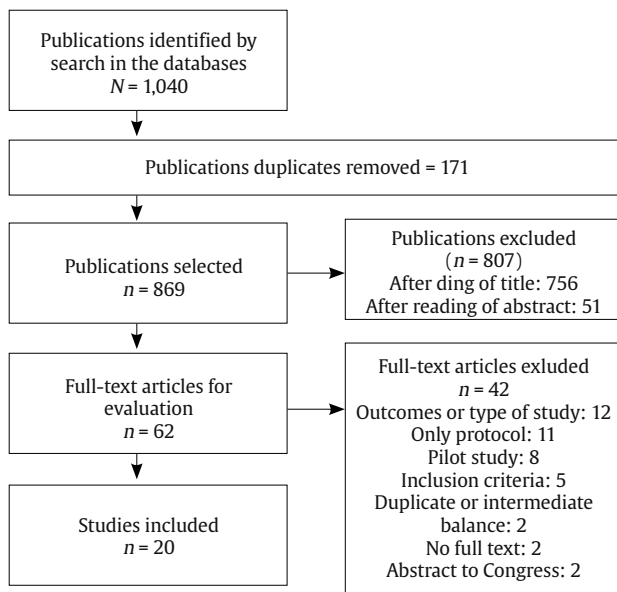 Publications identified by
search in the databases
N = 1,040
Publications duplicates removed = 171
Publications selected
n = 869
Publications excluded
(n = 807)
After ding of title: 756
After reading of abstract: 51
Full-text articles for
evaluation
n = 62
Full-text articles exluded
n = 42
Outcomes or type of study: 12
Only protocol: 11
Pilot study: 8
Inclusion criteria: 5
Duplicate or intermediate
balance: 2
No full text: 2
Abstract to Congress: 2
Studies included
n = 20